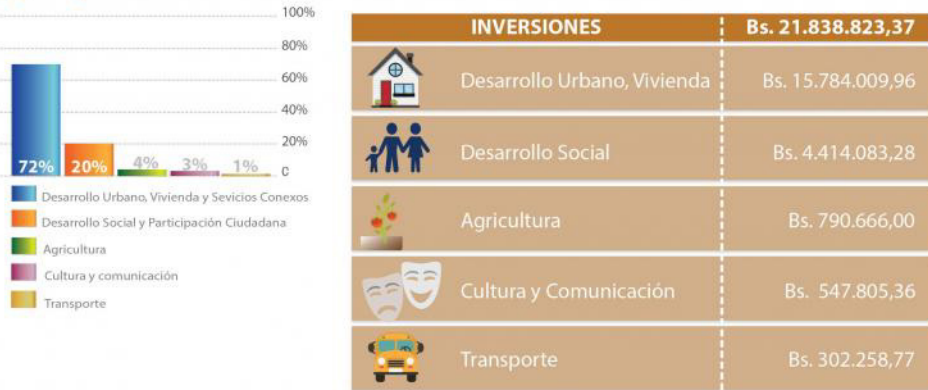 100%
80%
60%
40%
20%
72% 20% 4% 3% 1%
Desarrollo Urbano, Vivienda y Sevicios Conexos
Desarrollo Social y Participación Ciudadana
Agricultura
Cultura y comunicación
Transporte
INVERSIONES Bs. 21.838.823,37
Desarrollo Urbano, Vivienda Bs. 15.784.009,96
Desarrollo Social Bs. 4.414.083,28
Agricultura Bs. 790.666,00
Cultura y Comunicación Bs. 547.805,36
Transporte Bs. 302.258,77